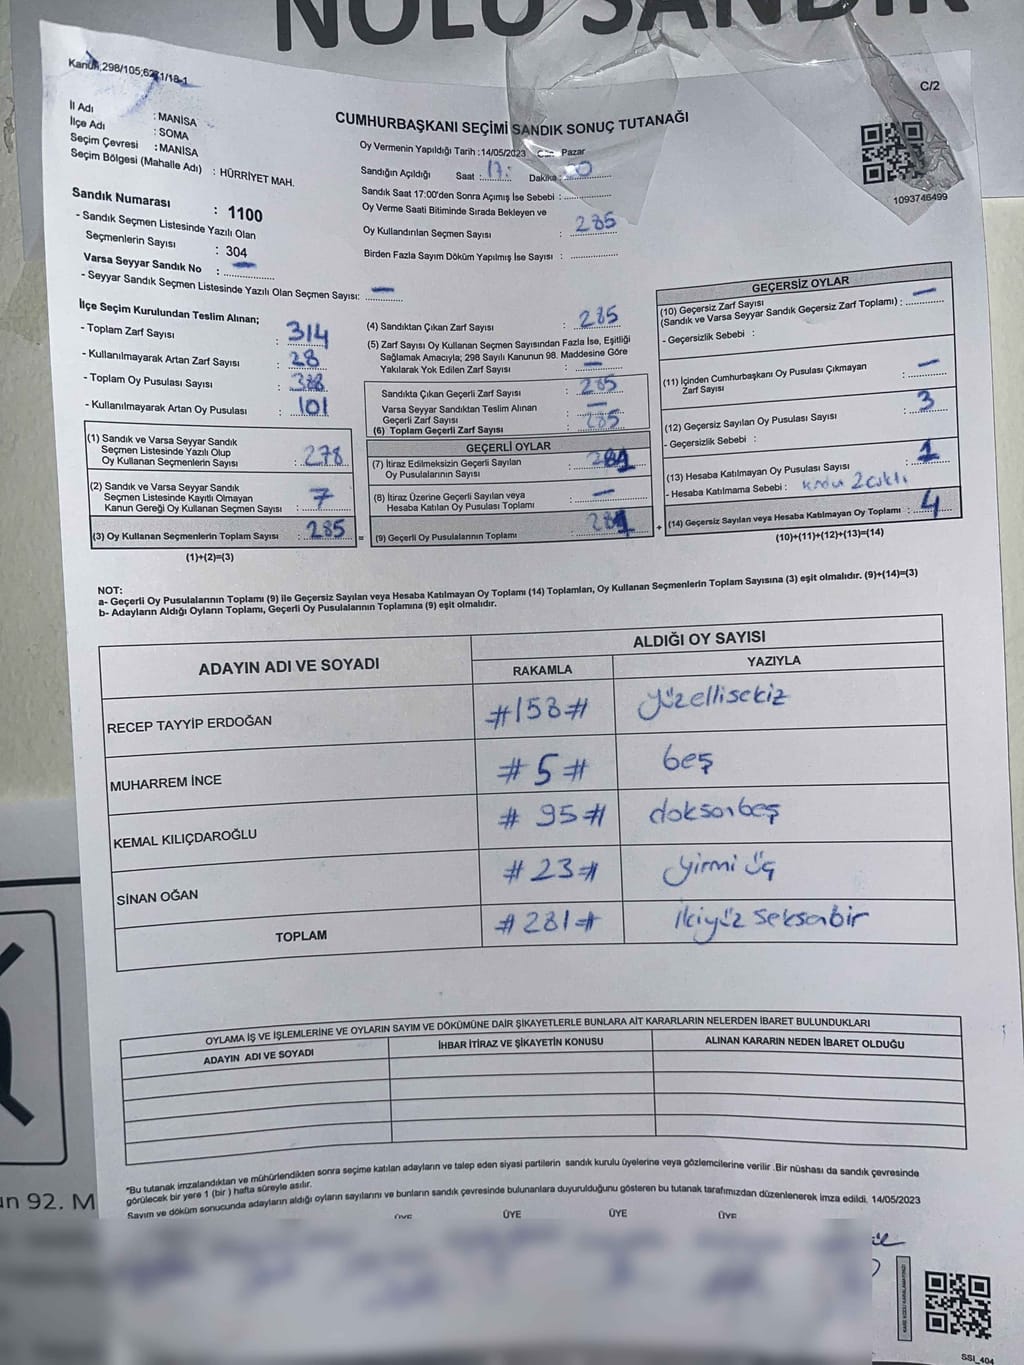 NOLU SANDIK
Kanun;298/105;6271/18-1
C/2
İl Adı : MANİSA
İlçe Adı : SOMA
Seçim Çevresi : MANİSA
Seçim Bölgesi (Mahalle Adı) : HÜRRİYET MAH.
Sandık Numarası : 1100
- Sandık Seçmen Listesinde Yazılı Olan
Seçmenlerin Sayısı : 304
Varsa Seyyar Sandık No : —
- Seyyar Sandık Seçmen Listesinde Yazılı Olan Seçmen Sayısı: —
CUMHURBAŞKANI SEÇİMİ SANDIK SONUÇ TUTANAĞI
Oy Vermenin Yapıldığı Tarih :14/05/2023 Pazar
Sandığın Açıldığı Saat : 17: Dakika :
Sandık Saat 17:00'den Sonra Açımış İse Sebebi :
Oy Verme Saati Bitiminde Sırada Bekleyen ve
Oy Kullandırılan Seçmen Sayısı : 285
Birden Fazla Sayım Döküm Yapılmış İse Sayısı :
1093746499
İlçe Seçim Kurulundan Teslim Alınan;
- Toplam Zarf Sayısı : 314
- Kullanılmayarak Artan Zarf Sayısı : 28
- Toplam Oy Pusulası Sayısı :
- Kullanılmayarak Artan Oy Pusulası : 101
(1) Sandık ve Varsa Seyyar Sandık
Seçmen Listesinde Yazılı Olup
Oy Kullanan Seçmenlerin Sayısı : 278
(2) Sandık ve Varsa Seyyar Sandık
Seçmen Listesinde Kayıtlı Olmayan
Kanun Gereği Oy Kullanan Seçmen Sayısı : 7
(3) Oy Kullanan Seçmenlerin Toplam Sayısı : 285 =
(1)+(2)=(3)
(4) Sandıktan Çıkan Zarf Sayısı : 285
(5) Zarf Sayısı Oy Kullanan Seçmen Sayısından Fazla İse, Eşitliği
Sağlamak Amacıyla; 298 Sayılı Kanunun 98. Maddesine Göre
Yakılarak Yok Edilen Zarf Sayısı : —
Sandıkta Çıkan Geçerli Zarf Sayısı : 285
Varsa Seyyar Sandıktan Teslim Alınan
Geçerli Zarf Sayısı : —
(6) Toplam Geçerli Zarf Sayısı : 285
GEÇERLİ OYLAR
(7) İtiraz Edilmeksizin Geçerli Sayılan
Oy Pusulalarının Sayısı : 281
(8) İtiraz Üzerine Geçerli Sayılan veya
Hesaba Katılan Oy Pusulası Toplamı : —
(9) Geçerli Oy Pusulalarının Toplamı : 281 +
GEÇERSİZ OYLAR
(10) Geçersiz Zarf Sayısı
(Sandık ve Varsa Seyyar Sandık Geçersiz Zarf Toplamı) : —
- Geçersizlik Sebebi :
(11) İçinden Cumhurbaşkanı Oy Pusulası Çıkmayan
Zarf Sayısı : —
(12) Geçersiz Sayılan Oy Pusulası Sayısı : 3
- Geçersizlik Sebebi :
(13) Hesaba Katılmayan Oy Pusulası Sayısı : 1
- Hesaba Katılmama Sebebi :
(14) Geçersiz Sayılan veya Hesaba Katılmayan Oy Toplamı : 4
(10)+(11)+(12)+(13)=(14)
NOT:
a- Geçerli Oy Pusulalarının Toplamı (9) ile Geçersiz Sayılan veya Hesaba Katılmayan Oy Toplamı (14) Toplamları, Oy Kullanan Seçmenlerin Toplam Sayısına (3) eşit olmalıdır. (9)+(14)=(3)
b- Adayların Aldığı Oyların Toplamı, Geçerli Oy Pusulalarının Toplamına (9) eşit olmalıdır.
ADAYIN ADI VE SOYADI ALDIĞI OY SAYISI
RAKAMLA YAZIYLA
RECEP TAYYİP ERDOĞAN #158# yüzellisekiz
MUHARREM İNCE #5# beş
KEMAL KILIÇDAROĞLU #95# doksanbeş
SİNAN OĞAN #23# yirmi üç
TOPLAM #281# ikiyüz seksenbir
OYLAMA İŞ VE İŞLEMLERİNE VE OYLARIN SAYIM VE DÖKÜMÜNE DAİR ŞİKAYETLERLE BUNLARA AİT KARARLARIN NELERDEN İBARET BULUNDUKLARI
ADAYIN ADI VE SOYADI İHBAR İTİRAZ VE ŞİKAYETİN KONUSU ALINAN KARARIN NEDEN İBARET OLDUĞU
*Bu tutanak imzalandıktan ve mühürlendikten sonra seçime katılan adayların ve talep eden siyasi partilerin sandık kurulu üyelerine veya gözlemcilerine verilir .Bir nüshası da sandık çevresinde
görülecek bir yere 1 (bir ) hafta süreyle asılır.
Sayım ve döküm sonucunda adayların aldığı oyların sayılarını ve bunların sandık çevresinde bulunanlara duyurulduğunu gösteren bu tutanak tarafımızdan düzenlenerek imza edildi. 14/05/2023
ÜYE ÜYE ÜYE ÜYE
un 92. M
SSI_404